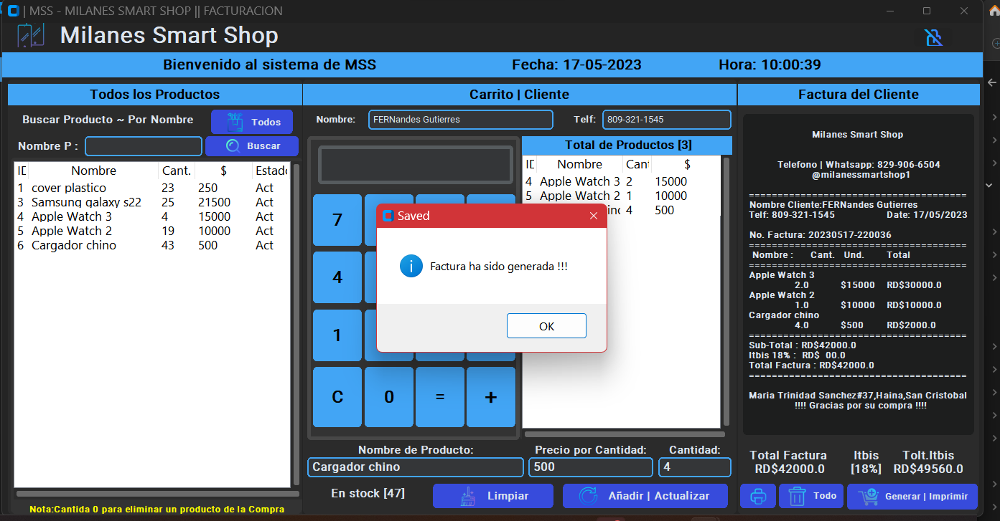 | MSS - MILANES SMART SHOP || FACTURACION
Milanes Smart Shop
Bienvenido al sistema de MSS
Fecha: 17-05-2023
Hora: 10:00:39
Todos los Productos
Buscar Producto ~ Por Nombre
Todos
Nombre P :
Buscar
Nombre Cant. $
1 cover plastico 23 250 Act
3 Samsung galaxy s22 25 21500 Act
4 Apple Watch 3 4 15000 Act
5 Apple Watch 2 19 10000 Act
6 Cargador chino 43 500 Act
Nota:Cantida 0 para eliminar un producto de la Compra
Carrito | Cliente
Nombre: FERNandes Gutierres
Telf: 809-321-1545
7
4
1
C 0 = +
Total de Productos [3]
Nombre $
4 Apple Watch 3 2 15000
5 Apple Watch 2 1 10000
4 500
Saved
Factura ha sido generada !!!
OK
Nombre de Producto:
Cargador chino
Precio por Cantidad:
500
Cantidad:
4
En stock [47]
Limpiar
Añadir | Actualizar
Factura del Cliente
Milanes Smart Shop
Telefono | Whatsapp: 829-906-6504
@milanessmartshop1
======================================
Nombre Cliente:FERNandes Gutierres
Telf: 809-321-1545 Date: 17/05/2023
No. Factura: 20230517-220036
======================================
Nombre : Cant. Und. Total
======================================
Apple Watch 3
2.0 $15000 RD$30000.0
Apple Watch 2
1.0 $10000 RD$10000.0
Cargador chino
4.0 $500 RD$2000.0
======================================
Sub-Total : RD$42000.0
Itbis 18% : RD$ 00.0
Total Factura : RD$42000.0
======================================
Maria Trinidad Sanchez#37,Haina,San Cristobal
!!!! Gracias por su compra !!!!
Total Factura
RD$42000.0
Itbis
[18%]
Tolt.Itbis
RD$49560.0
Todo
Generar | Imprimir